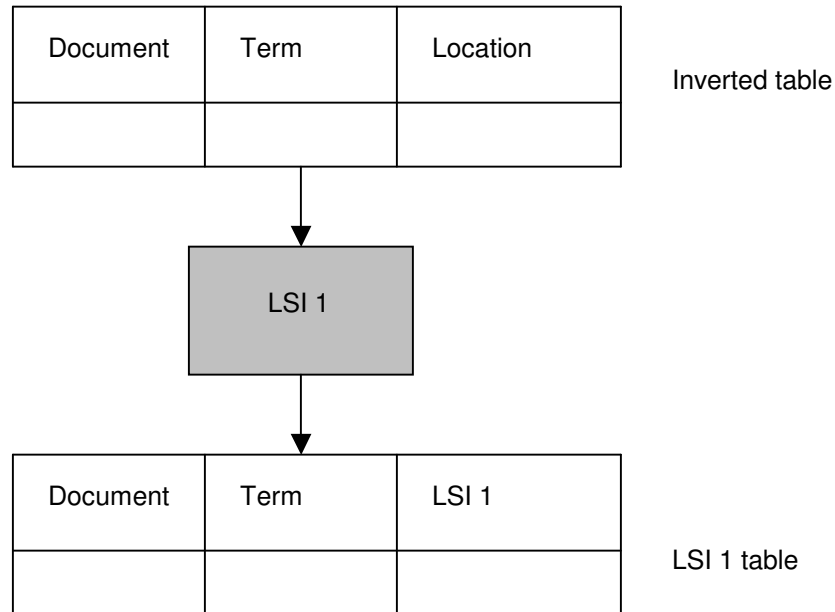 Document Term Location
Inverted table
LSI 1
Document Term LSI 1
LSI 1 table